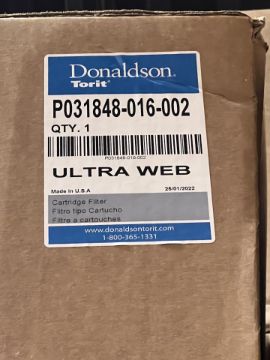 Donaldson.
Torit®
P031848-016-002
QTY. 1
P031848-016-002
ULTRA WEB
Made In U.S.A
25/01/2022
Cartridge Filter
Filtro tipo Cartucho
Filtre a cartouches
www.donaldsontorit.com
1-800-365-1331